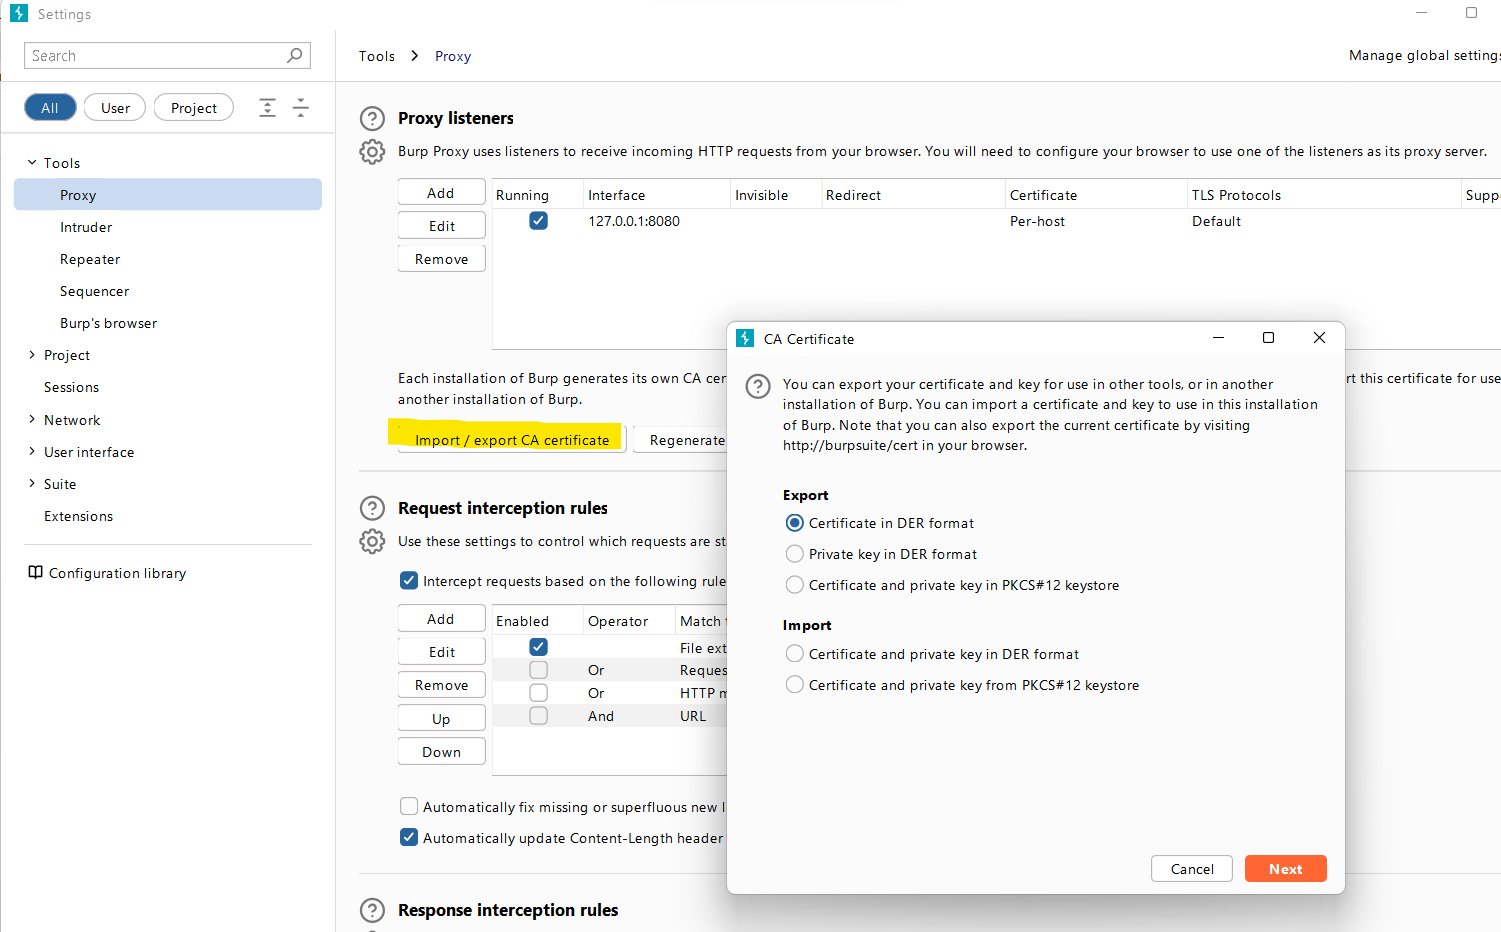 Settings
Search
All User Project
Tools
Proxy
Intruder
Repeater
Sequencer
Burp's browser
Project
Sessions
Network
User interface
Suite
Extensions
Configuration library
Tools > Proxy
Manage global settings
Proxy listeners
Burp Proxy uses listeners to receive incoming HTTP requests from your browser. You will need to configure your browser to use one of the listeners as its proxy server.
Add
Edit
Remove
Running Interface Invisible Redirect Certificate TLS Protocols
127.0.0.1:8080 Per-host Default
Each installation of Burp generates its own CA
this certificate for use
another installation of Burp.
Import / export CA certificate
Regenerate
Request interception rules
Use these settings to control which requests are
Intercept requests based on the following
Add
Edit
Remove
Up
Down
Enabled Operator Match
File
Or
Or HTTP
And URL
Automatically fix missing or superfluous new
Automatically update Content-Length header
Response interception rules
CA Certificate
You can export your certificate and key for use in other tools, or in another
installation of Burp. You can import a certificate and key to use in this installation
of Burp. Note that you can also export the current certificate by visiting
http://burpsuite/cert in your browser.
Export
Certificate in DER format
Private key in DER format
Certificate and private key in PKCS#12 keystore
Import
Certificate and private key in DER format
Certificate and private key from PKCS#12 keystore
Cancel
Next